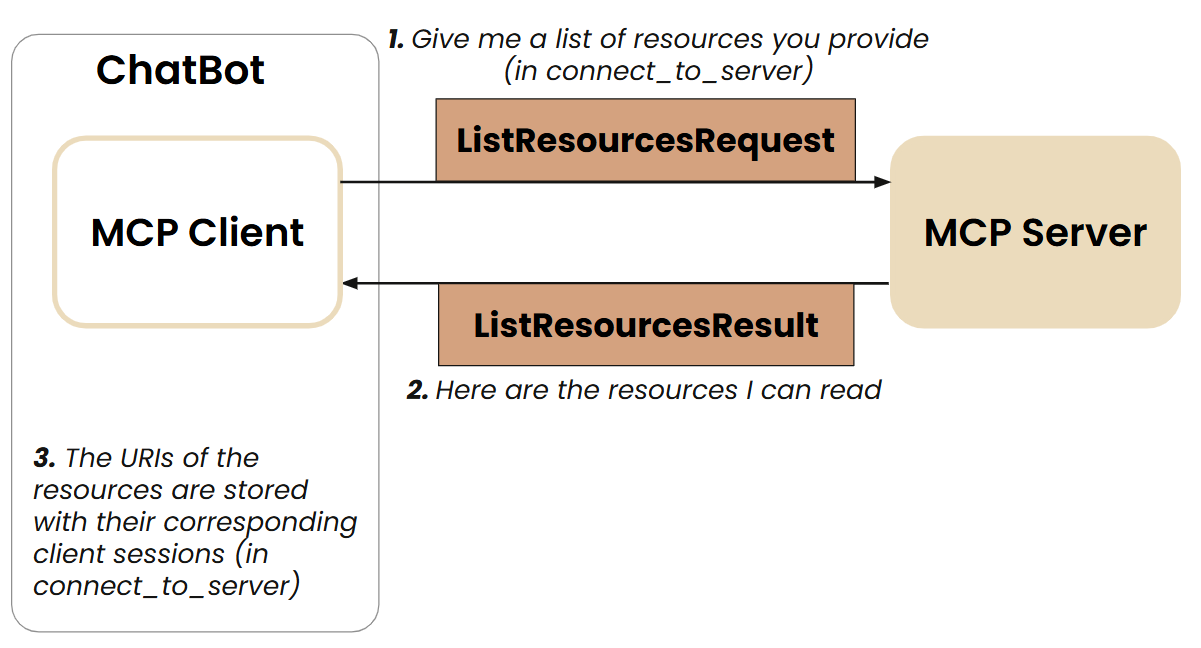 1. Give me a list of resources you provide
(in connect_to_server)
ChatBot
ListResourcesRequest
MCP Client
MCP Server
ListResourcesResult
2. Here are the resources I can read
3. The URIs of the
resources are stored
with their corresponding
client sessions (in
connect_to_server)